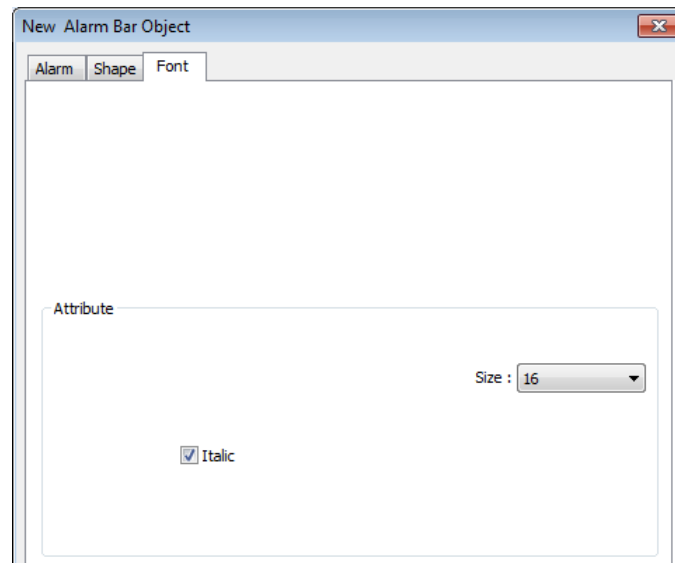 New Alarm Bar Object
Alarm Shape Font
Attribute
Size : 16
Italic